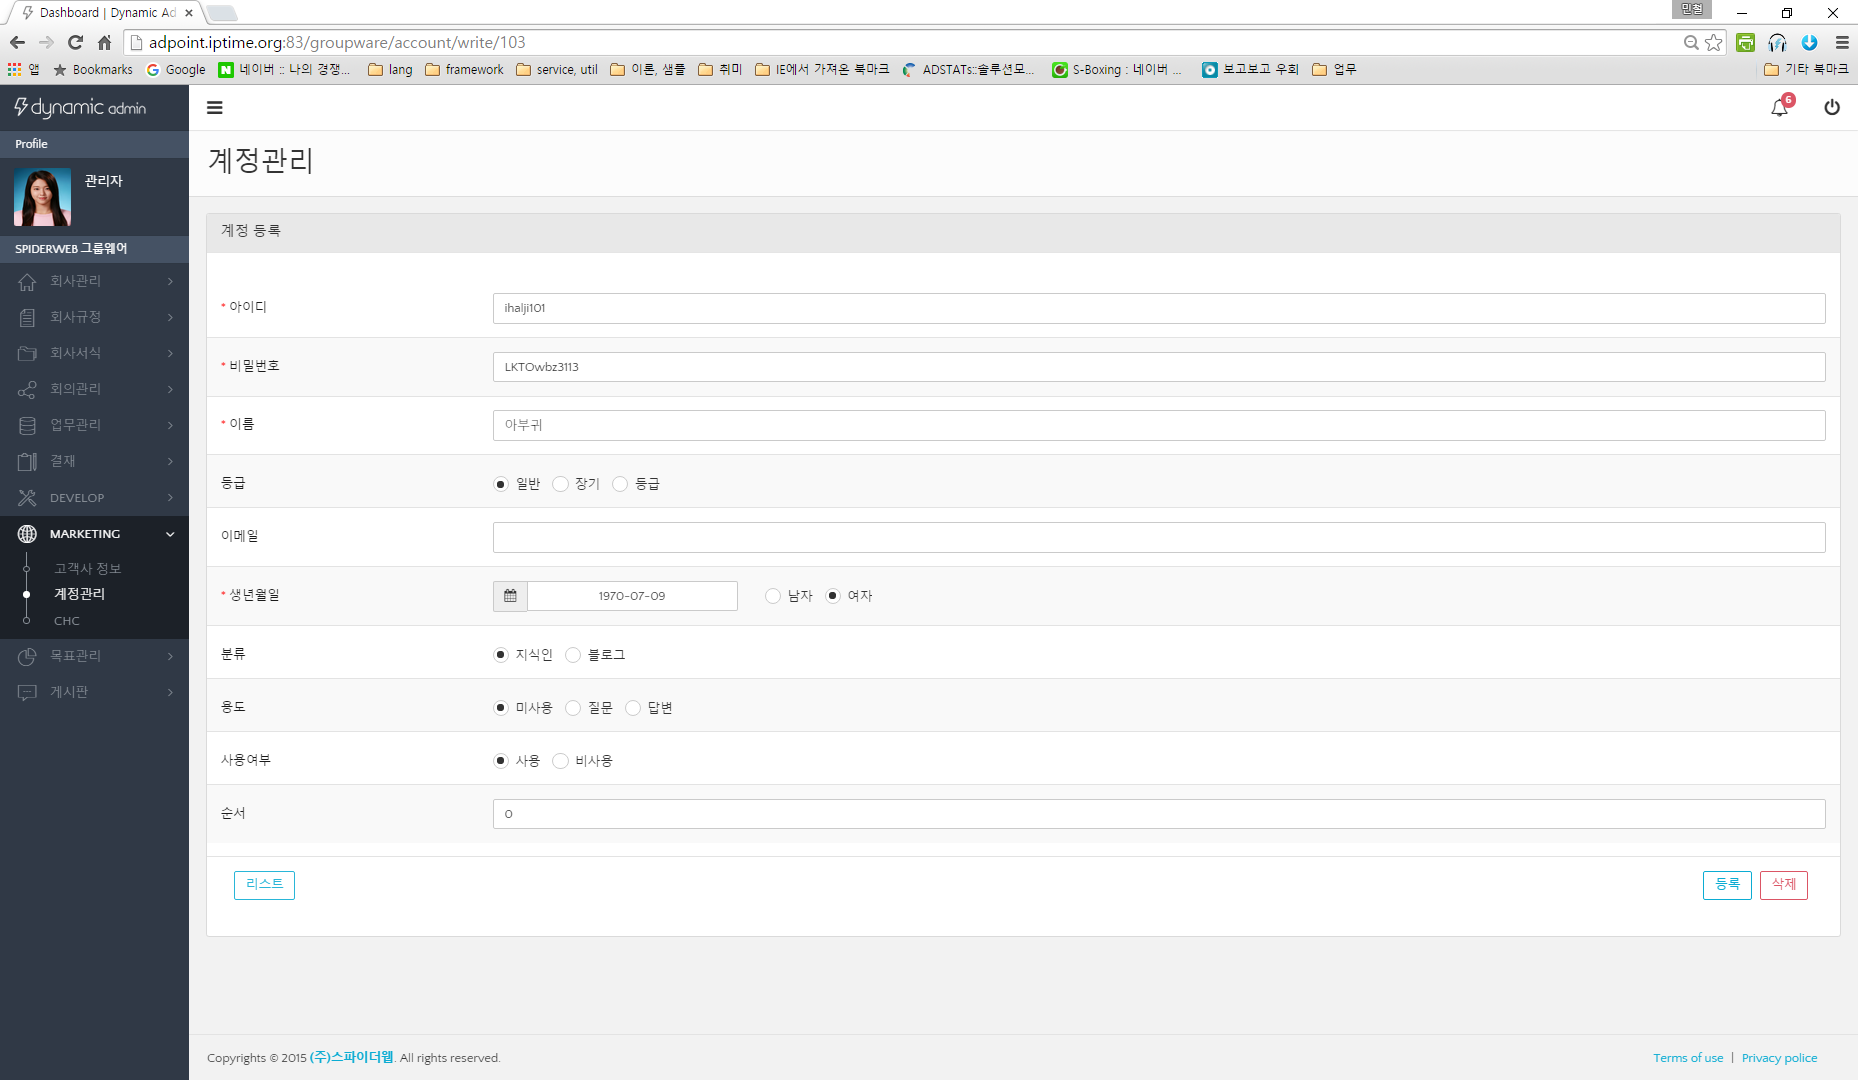 민철
Dashboard | Dynamic Ad
adpoint.iptime.org:83/groupware/account/write/103
앱 Bookmarks Google 네이버 :: 나의 경쟁... lang framework service, util 이론, 샘플 취미 IE에서 가져온 북마크 ADSTATs::솔루션모... S-Boxing : 네이버 ... 보고보고 우회 업무 기타 북마크
dynamic admin
6
Profile
관리자
SPIDERWEB 그룹웨어
회사관리
회사규정
회사서식
회의관리
업무관리
결재
DEVELOP
MARKETING
고객사 정보
계정관리
CHC
목표관리
게시판
계정관리
계정 등록
* 아이디 ihalji101
* 비밀번호 LKTOwbz3113
* 이름 아부귀
등급 일반 장기 등급
이메일
* 생년월일 1970-07-09 남자 여자
분류 지식인 블로그
용도 미사용 질문 답변
사용여부 사용 비사용
순서 0
리스트 등록 삭제
Copyrights © 2015 (주)스파이더웹. All rights reserved. Terms of use | Privacy police